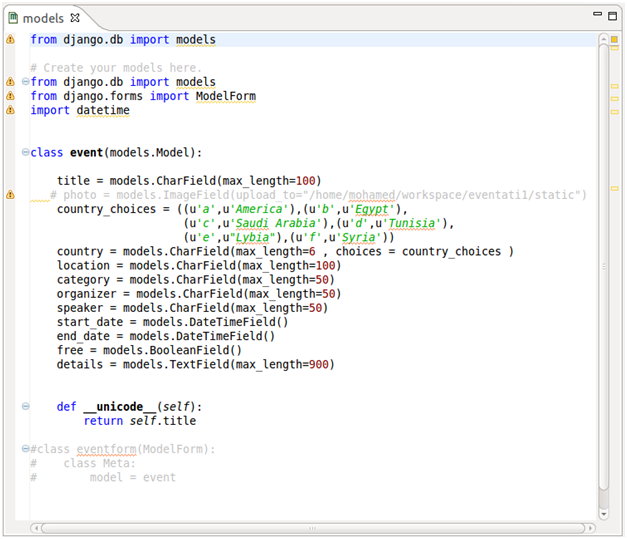 models
from django.db import models
# Create your models here.
from django.db import models
from django.forms import ModelForm
import datetime
class event(models.Model):
    title = models.CharField(max_length=100)
   # photo = models.ImageField(upload_to="/home/mohamed/workspace/eventati1/static")
    country_choices = ((u'a',u'America'),(u'b',u'Egypt'),
                       (u'c',u'Saudi Arabia'),(u'd',u'Tunisia'),
                       (u'e',u"Lybia"),(u'f',u'Syria'))
    country = models.CharField(max_length=6 , choices = country_choices )
    location = models.CharField(max_length=100)
    category = models.CharField(max_length=50)
    organizer = models.CharField(max_length=50)
    speaker = models.CharField(max_length=50)
    start_date = models.DateTimeField()
    end_date = models.DateTimeField()
    free = models.BooleanField()
    details = models.TextField(max_length=900)
    def __unicode__(self):
        return self.title
#class eventform(ModelForm):
#    class Meta:
#        model = event